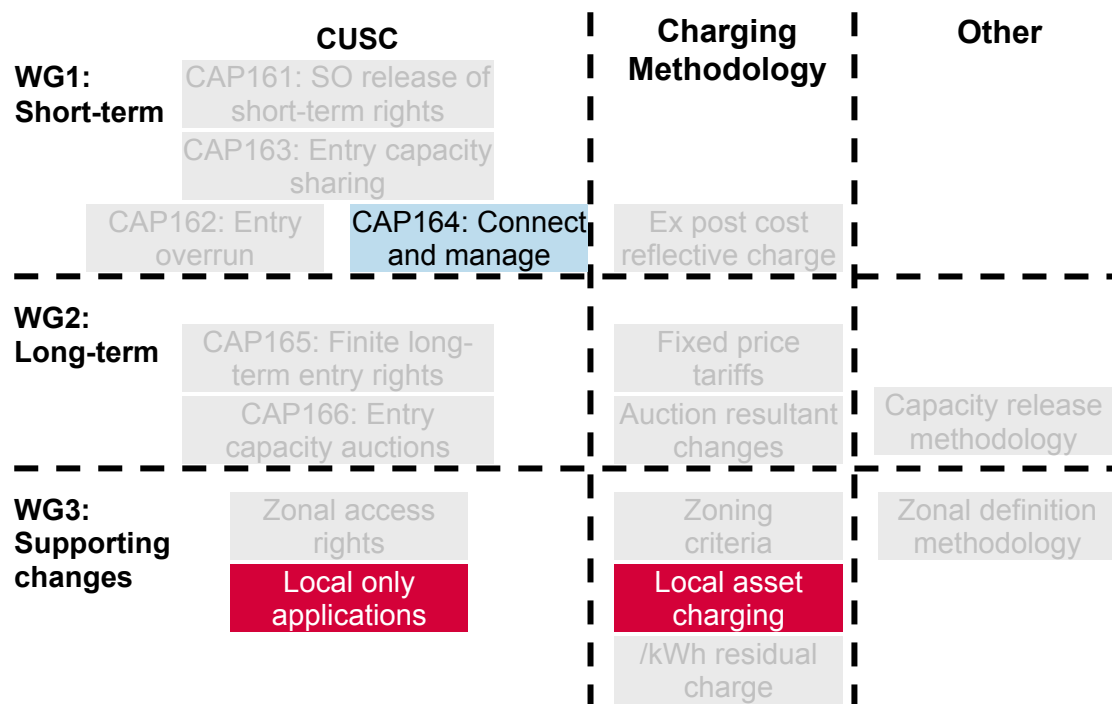 CUSC
Charging
Methodology
Other
WG1:
Short-term
CAP161: SO release of
short-term rights
CAP163: Entry capacity
sharing
CAP162: Entry
overrun
CAP164: Connect
and manage
Ex post cost
reflective charge
WG2:
Long-term
CAP165: Finite long-
term entry rights
CAP166: Entry
capacity auctions
Fixed price
tariffs
Auction resultant
changes
Capacity release
methodology
WG3:
Supporting
changes
Zonal access
rights
Local only
applications
Zoning
criteria
Local asset
charging
/kWh residual
charge
Zonal definition
methodology